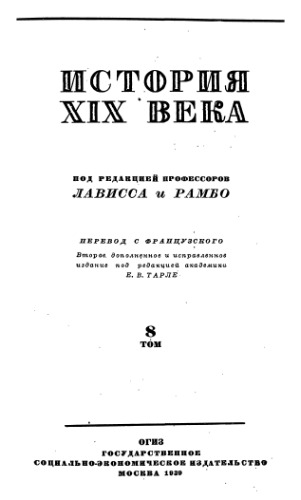 ИСТОРИЯ
XIX ВЕКА
ПОД РЕДАКЦИЕЙ ПРОФЕССОРОВ
ЛАВИССА и РАМБО
ПЕРЕВОД С ФРАНЦУЗСКОГО
Второе дополненное и исправленное
издание под редакцией академика
Е. В. ТАРЛЕ
8
ТОМ
ОГИЗ
ГОСУДАРСТВЕННОЕ
СОЦИАЛЬНО-ЭКОНОМИЧЕСКОЕ ИЗДАТЕЛЬСТВО
МОСКВА 1939